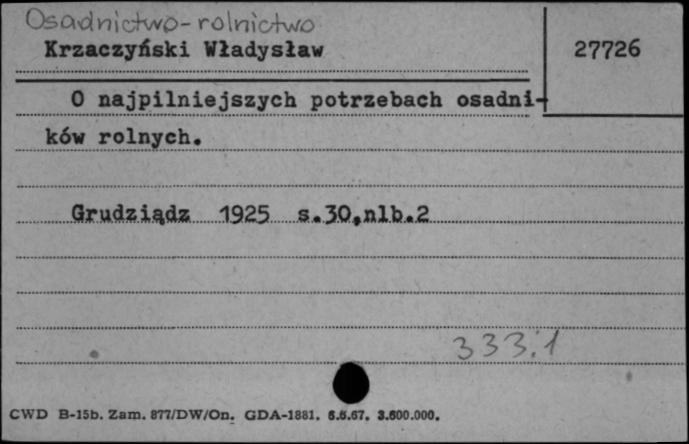 Osadnictwo-rolnictwo
Krzaczyński Władysław
27726
O najpilniejszych potrzebach osadni-
ków rolnych.
Grudziądz 1925 s.30,nlb.2
333.1
CWD B-15b. Zam. 877/DW/On. GDA-1881. 6.6.67. 3.600.000.